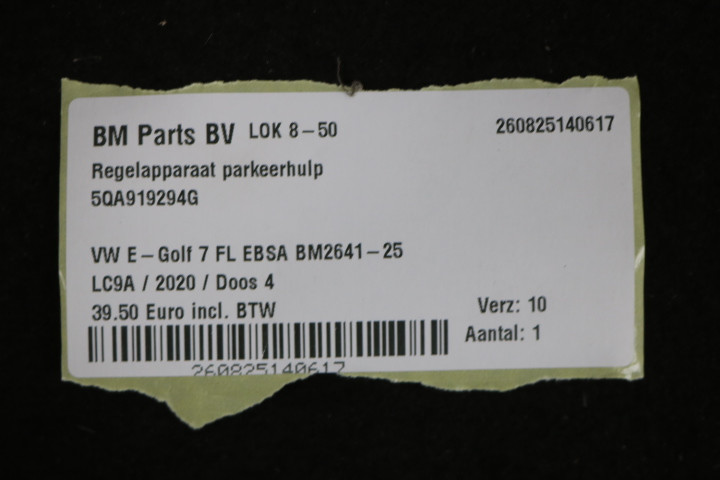 BM Parts BV LOK 8-50 260825140617
Regelapparaat parkeerhulp
5QA919294G
VW E-Golf 7 FL EBSA BM2641-25
LC9A / 2020 / Doos 4
39.50 Euro incl. BTW Verz: 10
Aantal: 1
260825140617